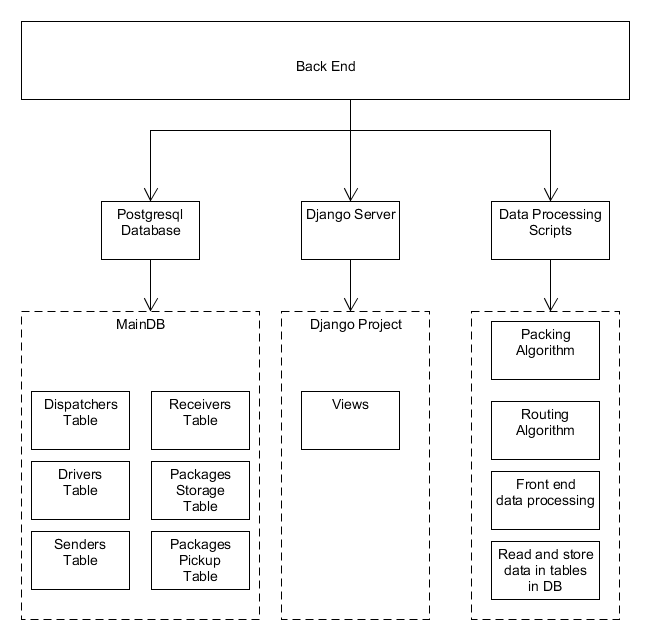 Back End
Postgresql
Database
Django Server
Data Processing
Scripts
MainDB
Dispatchers
Table
Receivers
Table
Drivers
Table
Packages
Storage
Table
Senders
Table
Packages
Pickup
Table
Django Project
Views
Packing
Algorithm
Routing
Algorithm
Front end
data processing
Read and store
data in tables
in DB